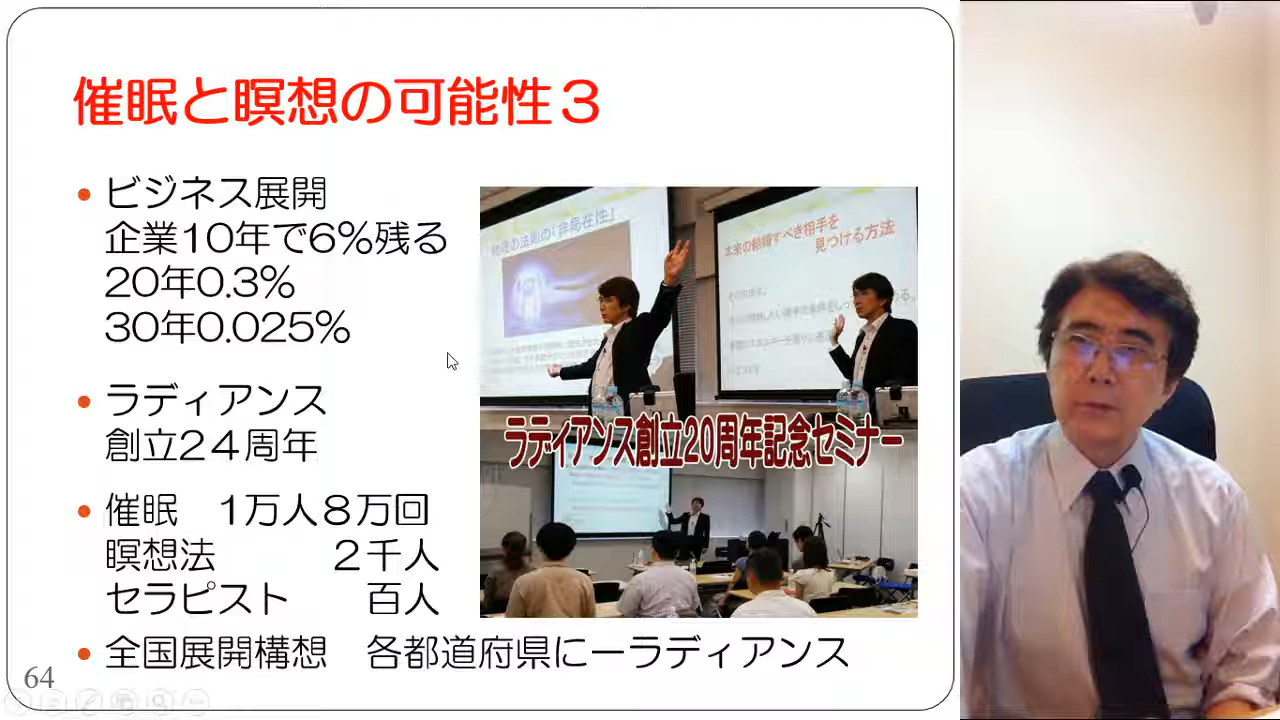 催眠と瞑想の可能性３
ビジネス展開
企業10年で6%残る
20年0.3%
30年0.025%
ラディアンス
創立２４周年
催眠　１万人８万回
瞑想法　２千人
セラピスト　百人
全国展開構想　各都道府県に一ラディアンス
本来の結婚すべき相手を
見つける方法
ラディアンス創立20周年記念セミナー
64